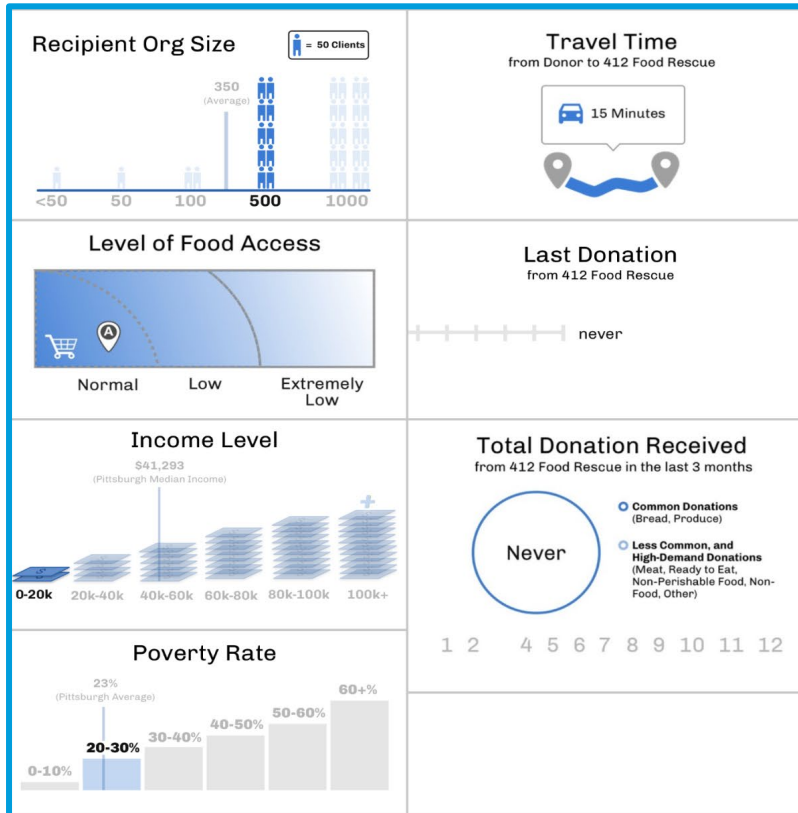 Recipient Org Size
= 50 Clients
350
(Average)
<50 50 100 500 1000
Travel Time
from Donor to 412 Food Rescue
15 Minutes
Level of Food Access
A
Normal Low Extremely
Low
Last Donation
from 412 Food Rescue
never
Income Level
$41,293
(Pittsburgh Median Income)
+
0-20k 20k-40k 40k-60k 60k-80k 80k-100k 100k+
Total Donation Received
from 412 Food Rescue in the last 3 months
Never
Common Donations
(Bread, Produce)
Less Common, and
High-Demand Donations
(Meat, Ready to Eat,
Non-Perishable Food, Non-
Food, Other)
1 2 4 5 6 7 8 9 10 11 12
Poverty Rate
23%
(Pittsburgh Average)
0-10% 20-30% 30-40% 40-50% 50-60% 60+%